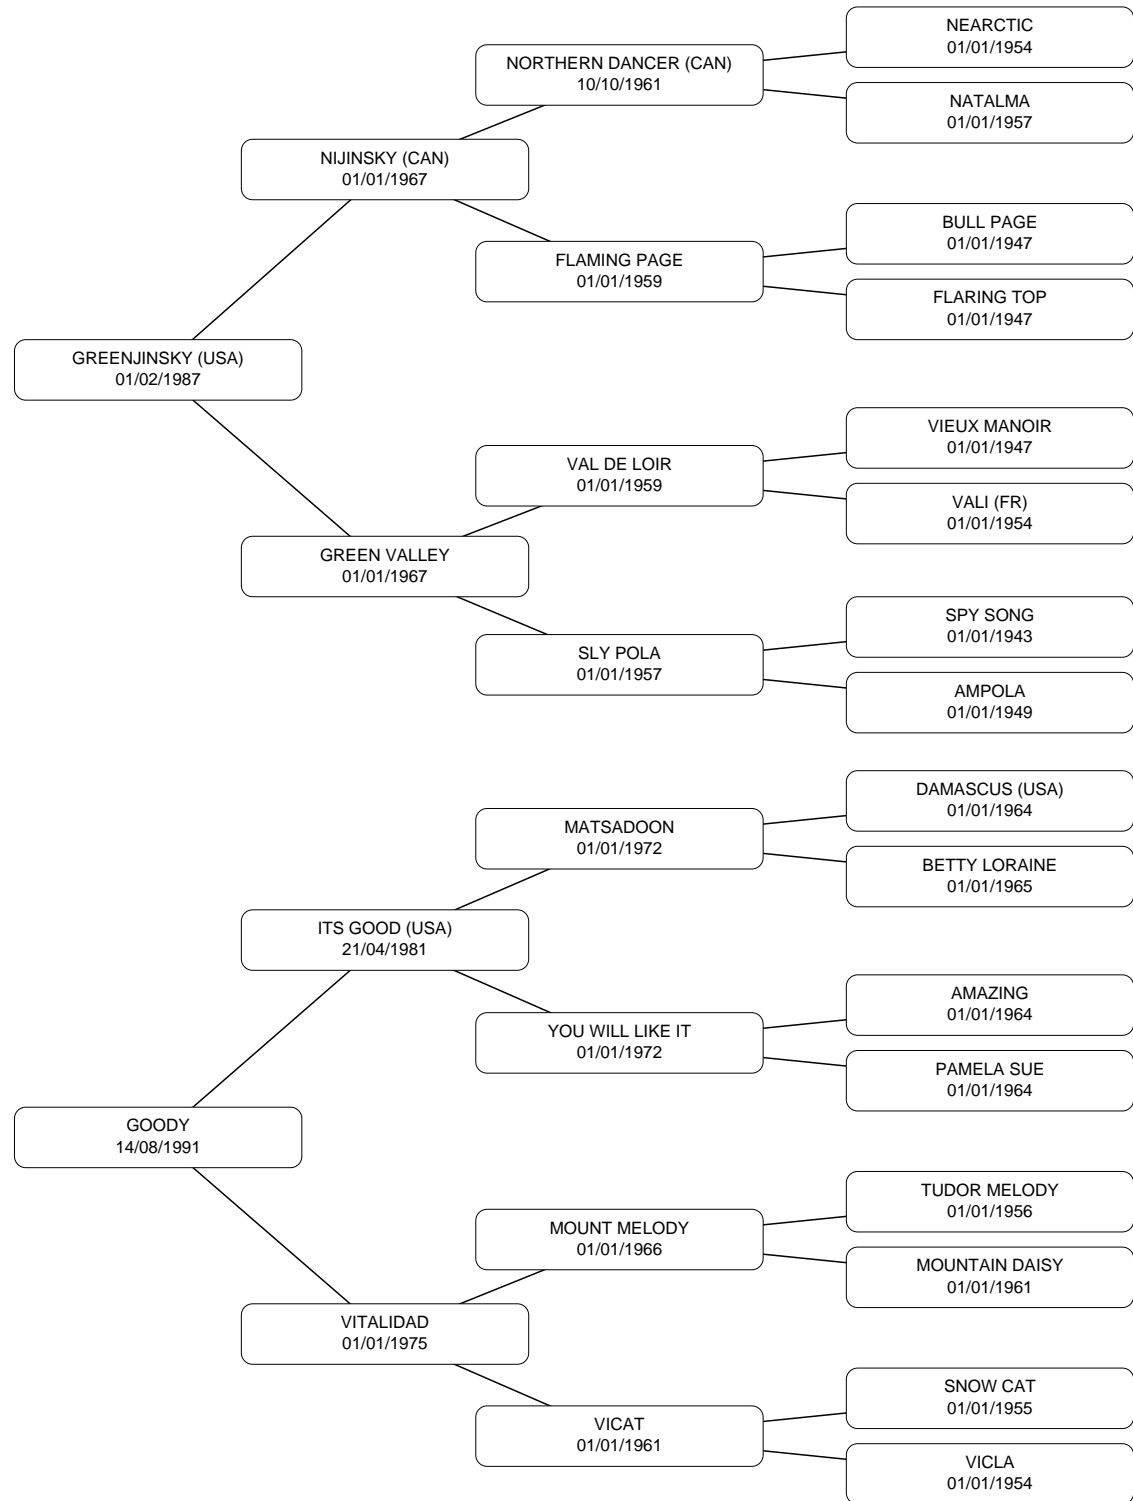 NEARCTIC
01/01/1954
NORTHERN DANCER (CAN)
10/10/1961
NATALMA
01/01/1957
NIJINSKY (CAN)
01/01/1967
BULL PAGE
01/01/1947
FLAMING PAGE
01/01/1959
FLARING TOP
01/01/1947
GREENJINSKY (USA)
01/02/1987
VIEUX MANOIR
01/01/1947
VAL DE LOIR
01/01/1959
VALI (FR)
01/01/1954
GREEN VALLEY
01/01/1967
SPY SONG
01/01/1943
SLY POLA
01/01/1957
AMPOLA
01/01/1949
DAMASCUS (USA)
01/01/1964
MATSADOON
01/01/1972
BETTY LORAINE
01/01/1965
ITS GOOD (USA)
21/04/1981
AMAZING
01/01/1964
YOU WILL LIKE IT
01/01/1972
PAMELA SUE
01/01/1964
GOODY
14/08/1991
TUDOR MELODY
01/01/1956
MOUNT MELODY
01/01/1966
MOUNTAIN DAISY
01/01/1961
VITALIDAD
01/01/1975
SNOW CAT
01/01/1955
VICAT
01/01/1961
VICLA
01/01/1954